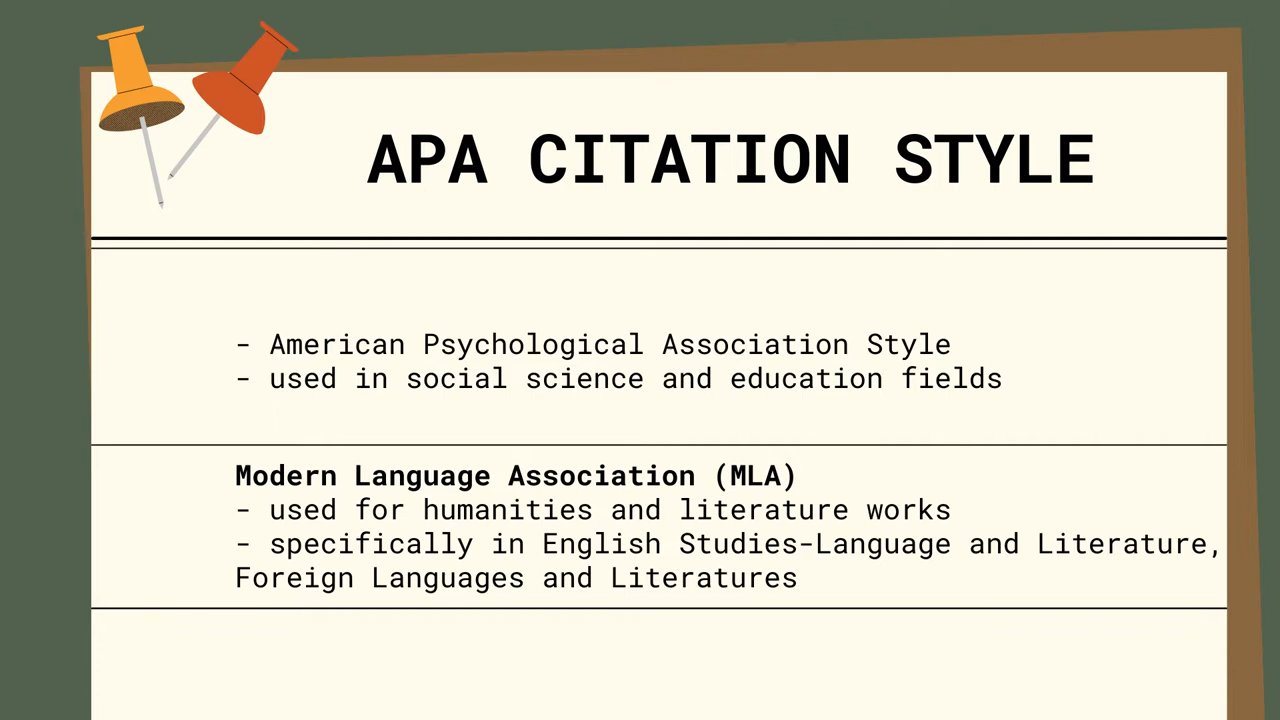 APA CITATION STYLE
- American Psychological Association Style
- used in social science and education fields
Modern Language Association (MLA)
- used for humanities and literature works
- specifically in English Studies-Language and Literature,
Foreign Languages and Literatures